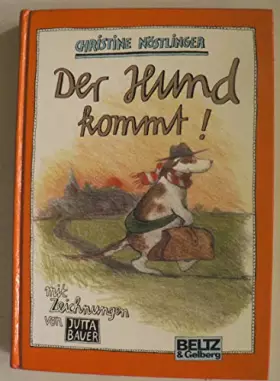 CHRISTINE NÖSTLINGER
Der Hund
kommt!
mit
Zeichnungen
von JUTTA
BAUER
BELTZ
& Gelberg